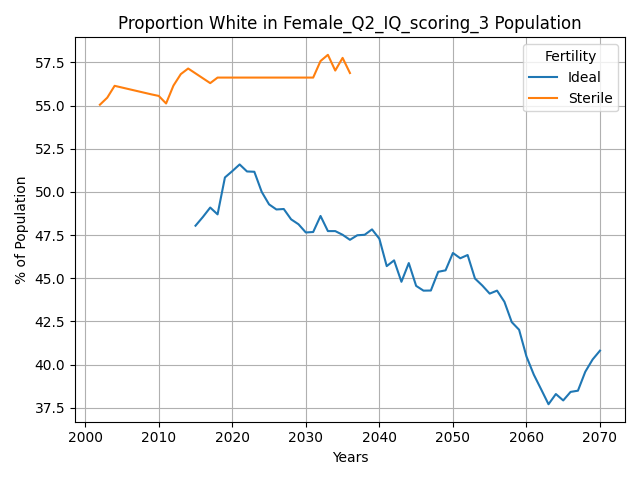 Proportion White in Female_Q2_IQ_scoring_3 Population
Fertility
Ideal
Sterile
% of Population
57.5
55.0
52.5
50.0
47.5
45.0
42.5
40.0
37.5
2000 2010 2020 2030 2040 2050 2060 2070
Years